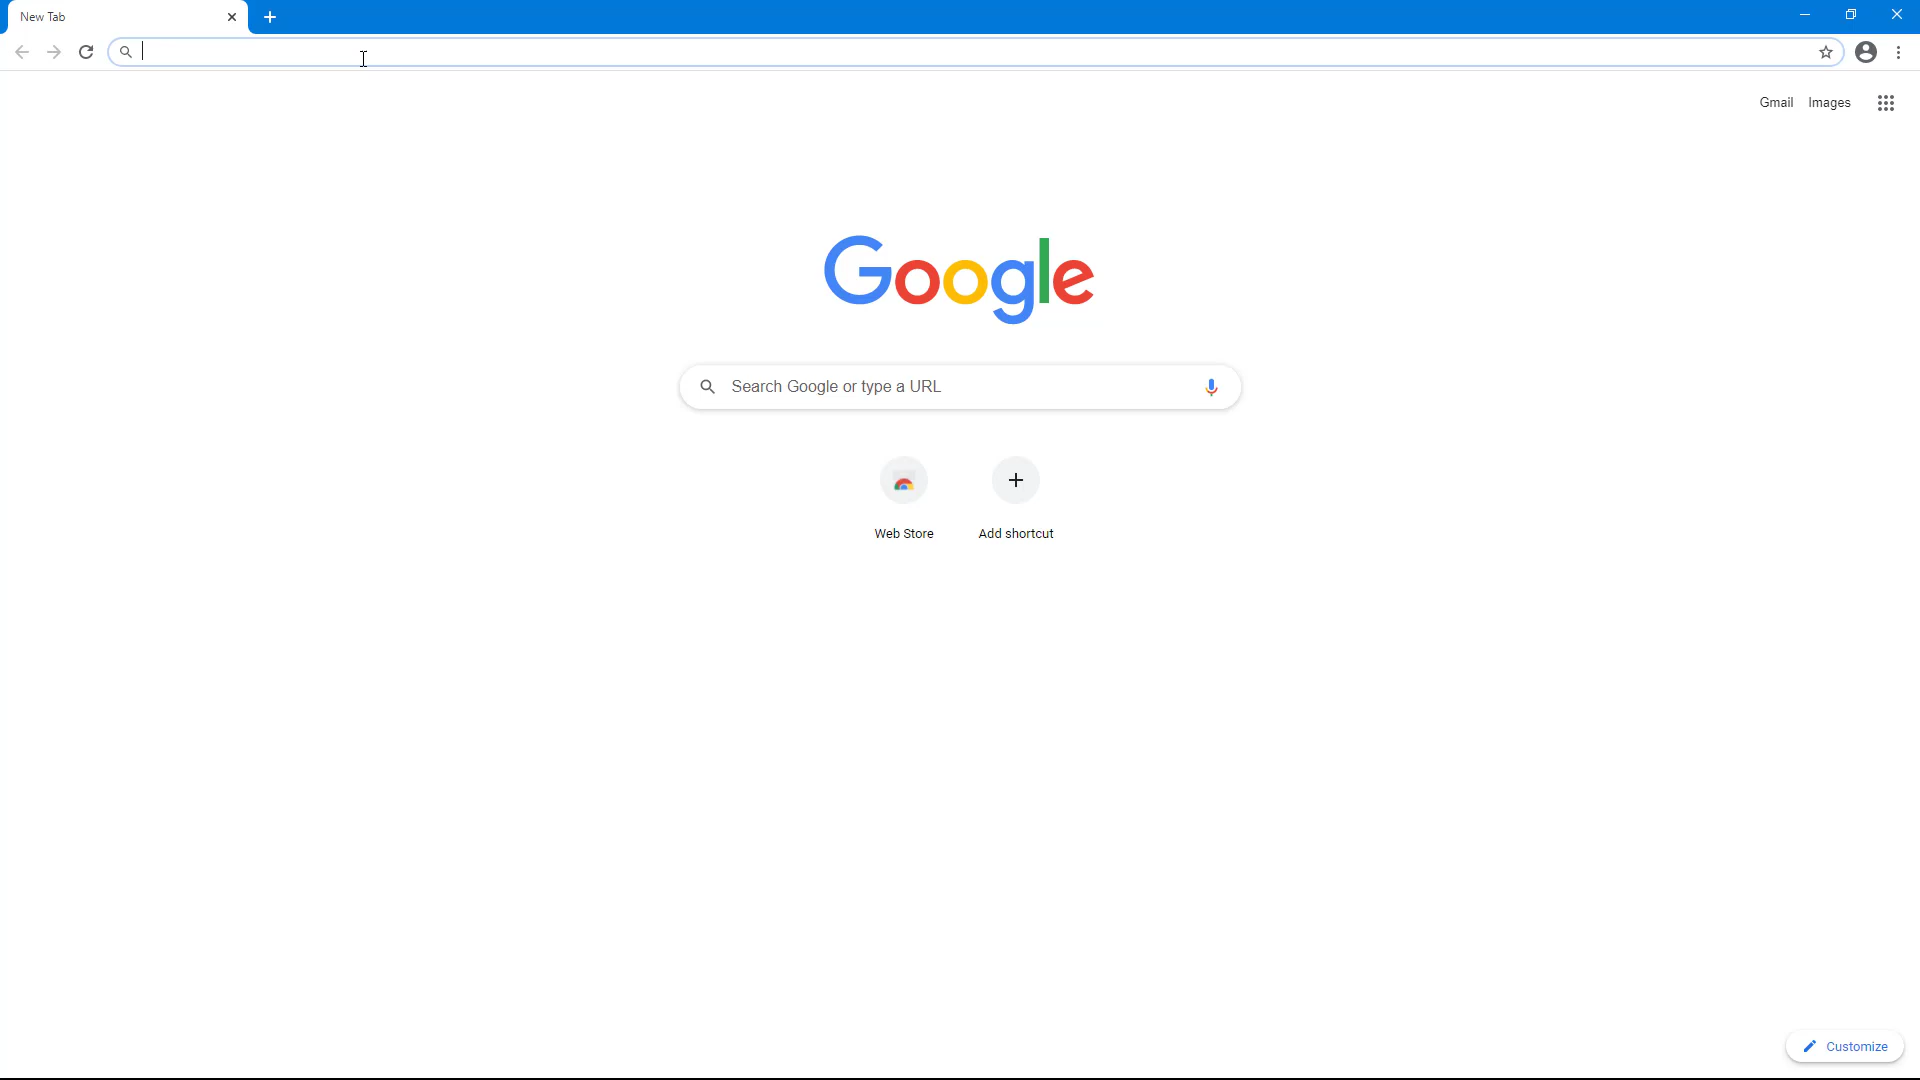 New Tab
Gmail Images
Google
Search Google or type a URL
Web Store Add shortcut
Customize